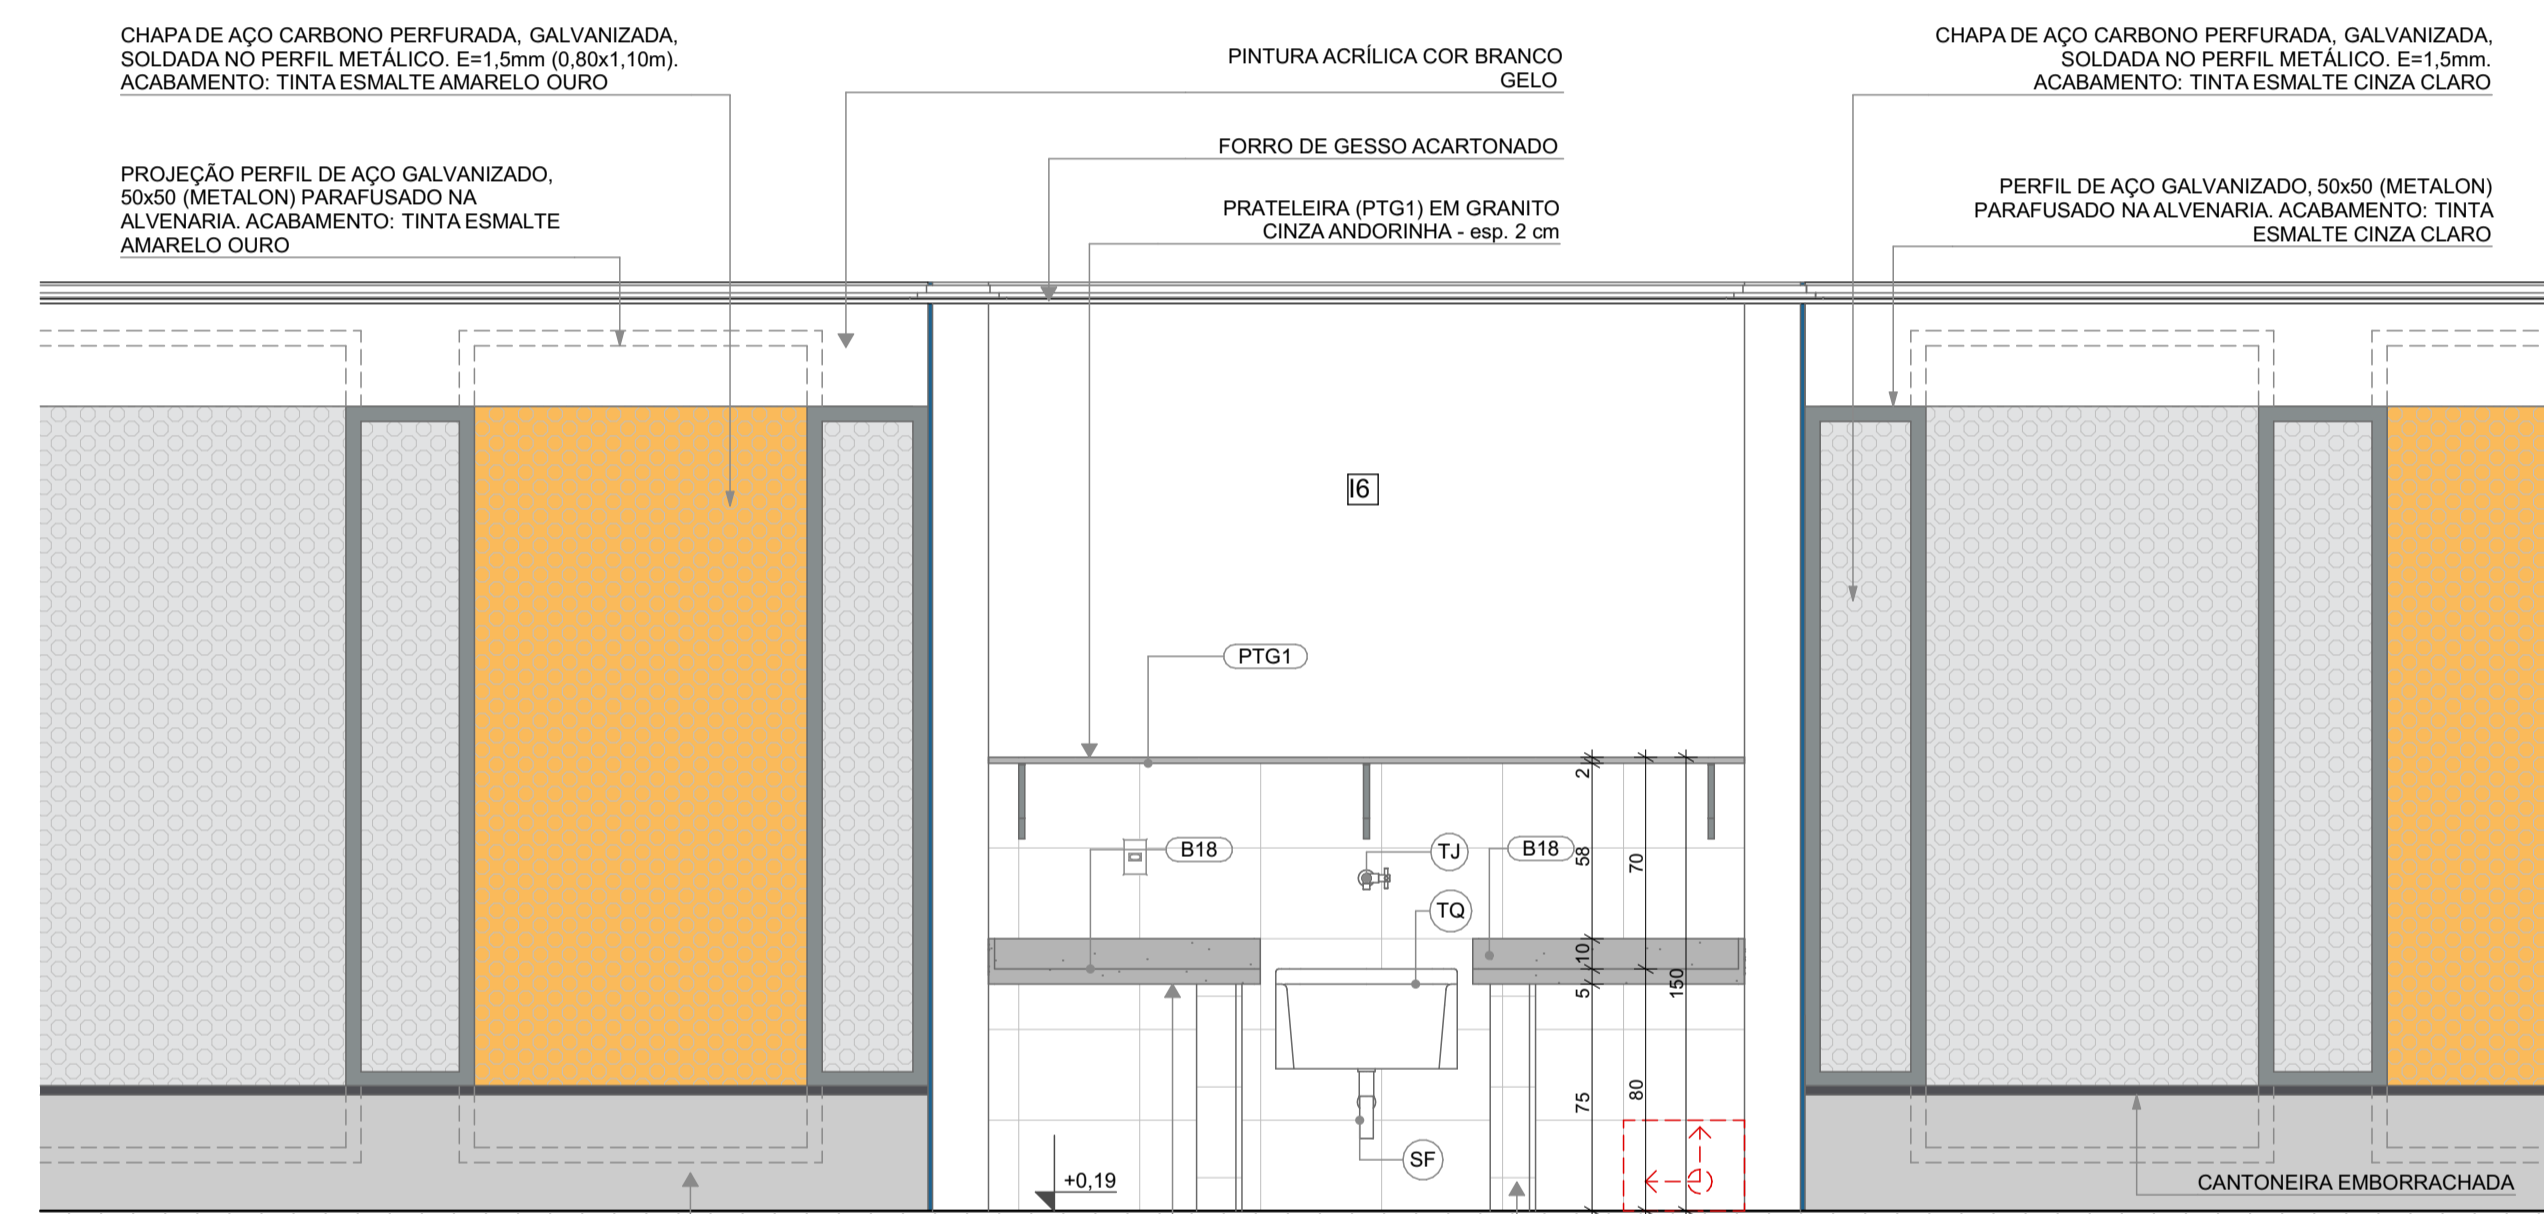 CHAPA DE AÇO CARBONO PERFURADA, GALVANIZADA,
SOLDADA NO PERFIL METÁLICO. E=1,5mm (0,80x1,10m).
ACABAMENTO: TINTA ESMALTE AMARELO OURO
PROJEÇÃO PERFIL DE AÇO GALVANIZADO,
50x50 (METALON) PARAFUSADO NA
ALVENARIA. ACABAMENTO: TINTA ESMALTE
AMARELO OURO
PINTURA ACRÍLICA COR BRANCO
GELO
FORRO DE GESSO ACARTONADO
PRATELEIRA (PTG1) EM GRANITO
CINZA ANDORINHA - esp. 2 cm
CHAPA DE AÇO CARBONO PERFURADA, GALVANIZADA,
SOLDADA NO PERFIL METÁLICO. E=1,5mm.
ACABAMENTO: TINTA ESMALTE CINZA CLARO
PERFIL DE AÇO GALVANIZADO, 50x50 (METALON)
PARAFUSADO NA ALVENARIA. ACABAMENTO: TINTA
ESMALTE CINZA CLARO
I6
PTG1
B18
TJ
B18
TQ
SF
2
58
10
5
75
70
80
150
+0,19
CANTONEIRA EMBORRACHADA